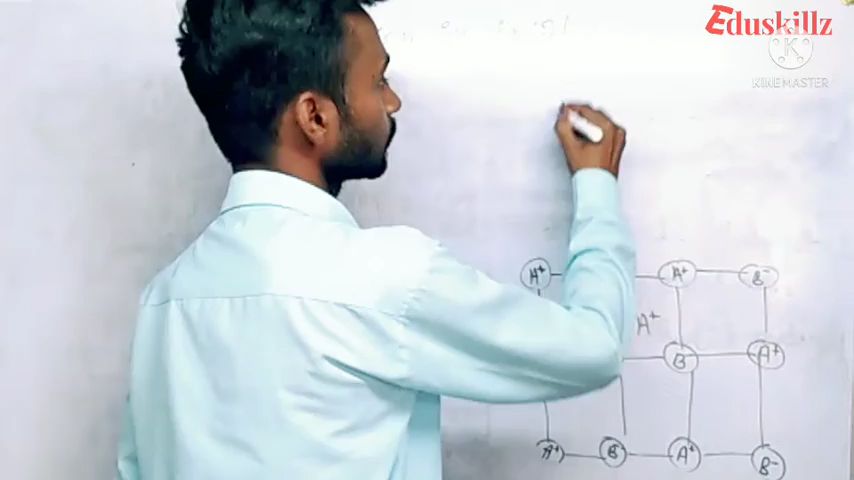 Eduskillz
KINEMASTER
A⁺ A⁺ B⁻
A⁺
B A⁺
A⁺ B A⁺ B⁻